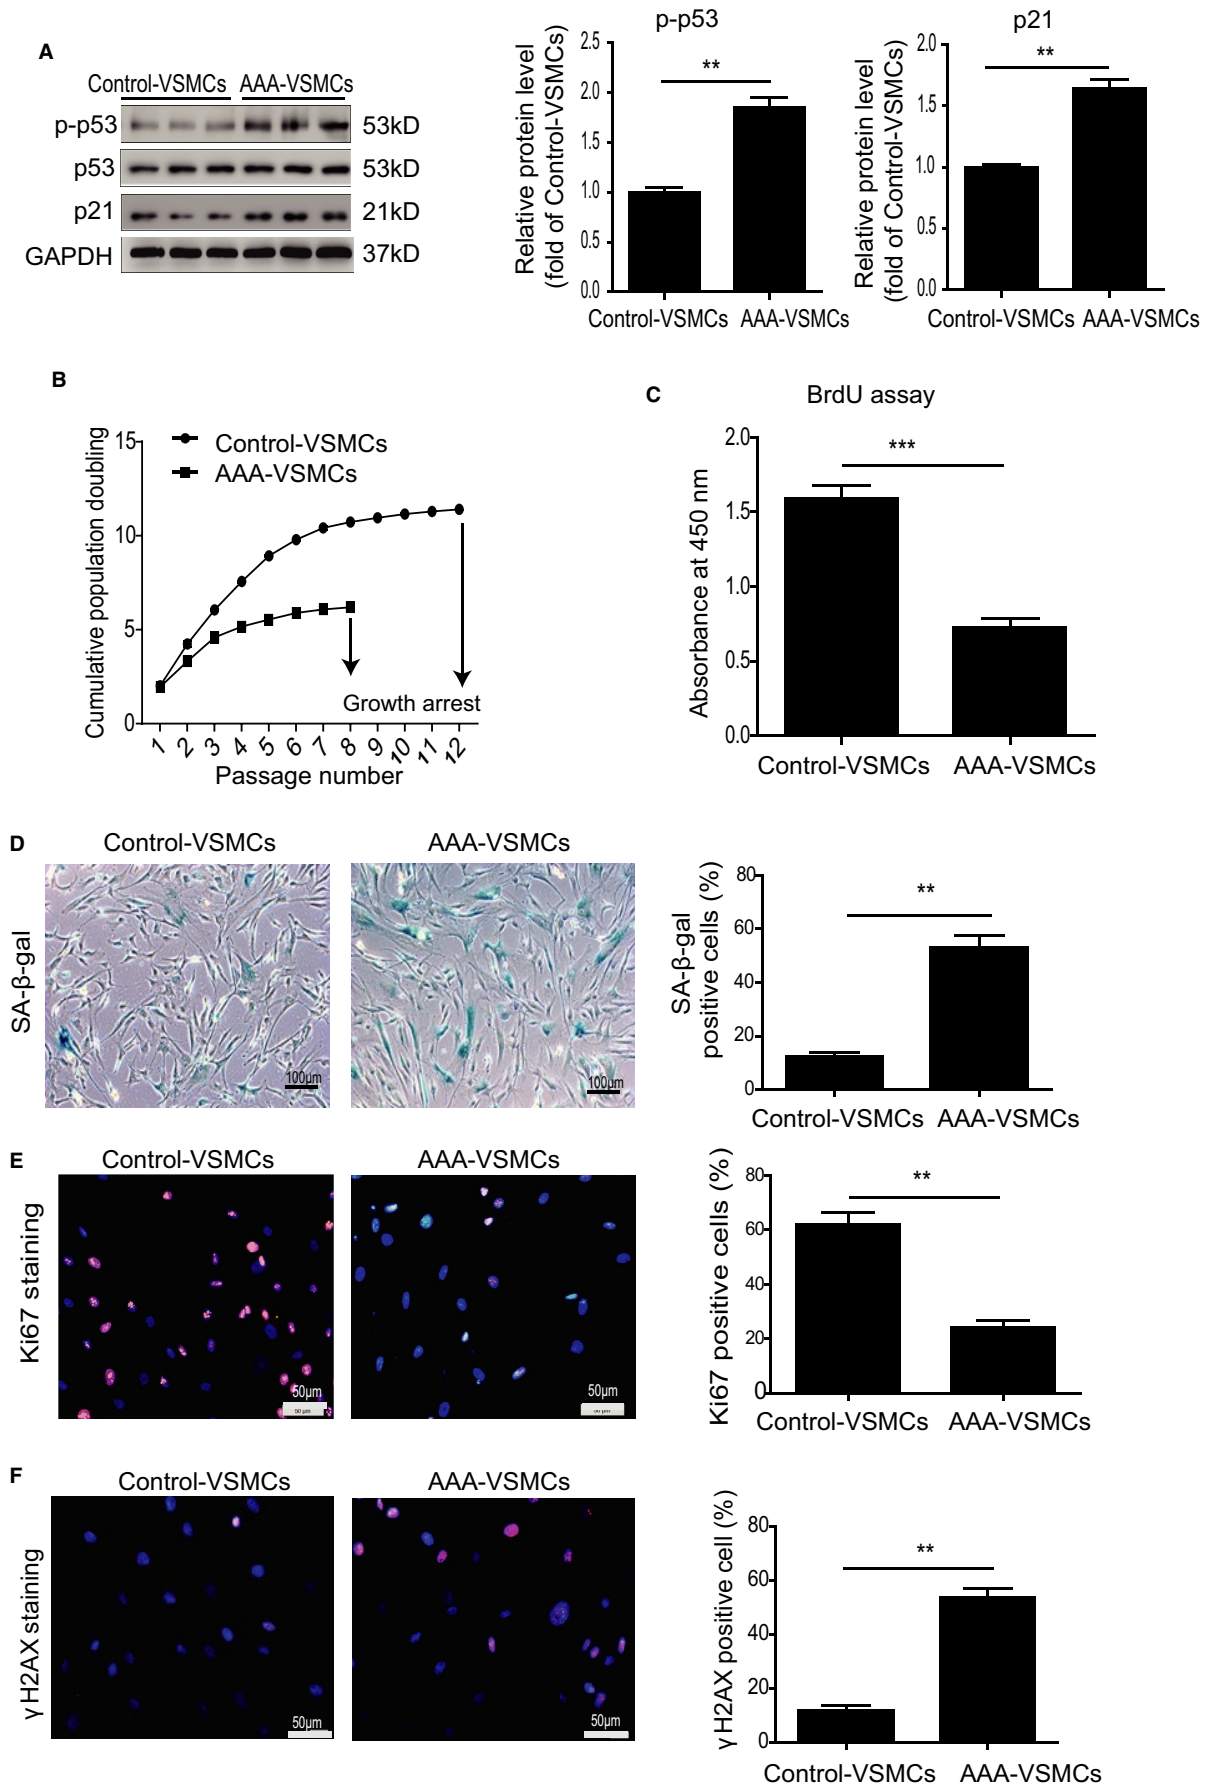 A
Control-VSMCs AAA-VSMCs
p-p53 53kD
p53 53kD
p21 21kD
GAPDH 37kD
p-p53
**
Relative protein level
(fold of Control-VSMCs)
2.5
2.0
1.5
1.0
0.5
0.0
Control-VSMCs AAA-VSMCs
p21
**
Relative protein level
(fold of Control-VSMCs)
2.0
1.5
1.0
0.5
0.0
Control-VSMCs AAA-VSMCs
B
Control-VSMCs
AAA-VSMCs
Cumulative population doubling
15
10
5
0
Growth arrest
1 2 3 4 5 6 7 8 9 10 11 12
Passage number
C
BrdU assay
***
Absorbance at 450 nm
2.0
1.5
1.0
0.5
0.0
Control-VSMCs AAA-VSMCs
D
Control-VSMCs AAA-VSMCs
SA-β-gal
100μm
100μm
**
SA-β-gal
positive cells (%)
80
60
40
20
0
Control-VSMCs AAA-VSMCs
E
Control-VSMCs AAA-VSMCs
Ki67 staining
50μm
50 μm
50μm
**
Ki67 positive cells (%)
80
60
40
20
0
Control-VSMCs AAA-VSMCs
F
Control-VSMCs AAA-VSMCs
γH2AX staining
50μm
50μm
**
γH2AX positive cell (%)
80
60
40
20
0
Control-VSMCs AAA-VSMCs